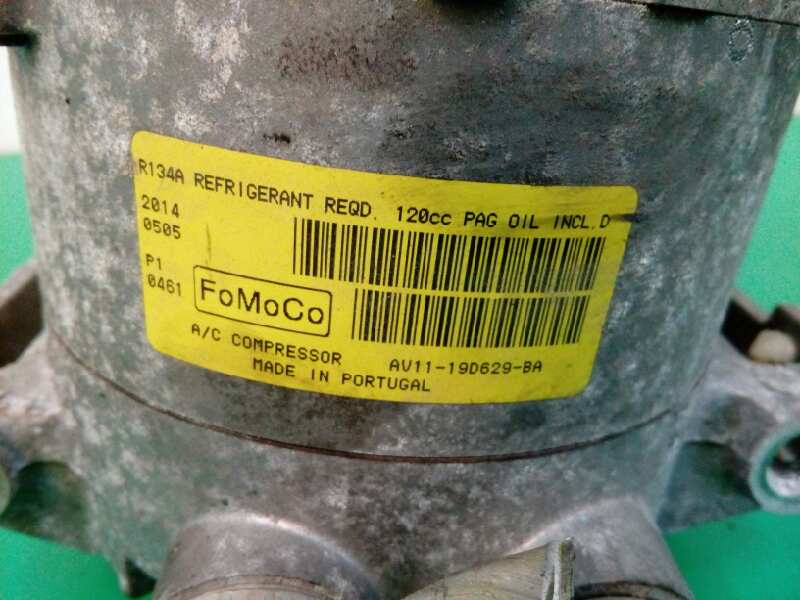 R134A REFRIGERANT REQD. 120cc PAG OIL INCL.D
2014
0505
P1
0461
FoMoCo
A/C COMPRESSOR AV11-19D629-BA
MADE IN PORTUGAL